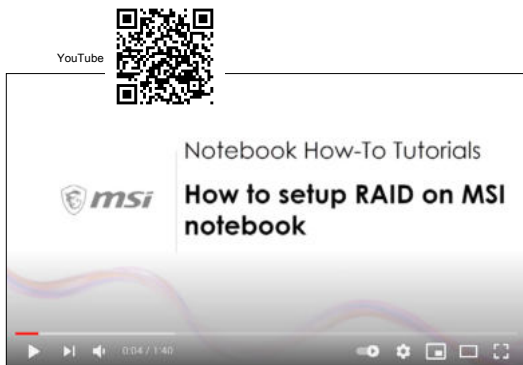 YouTube
Notebook How-To Tutorials
msi
How to setup RAID on MSI
notebook
0:04 / 1:40